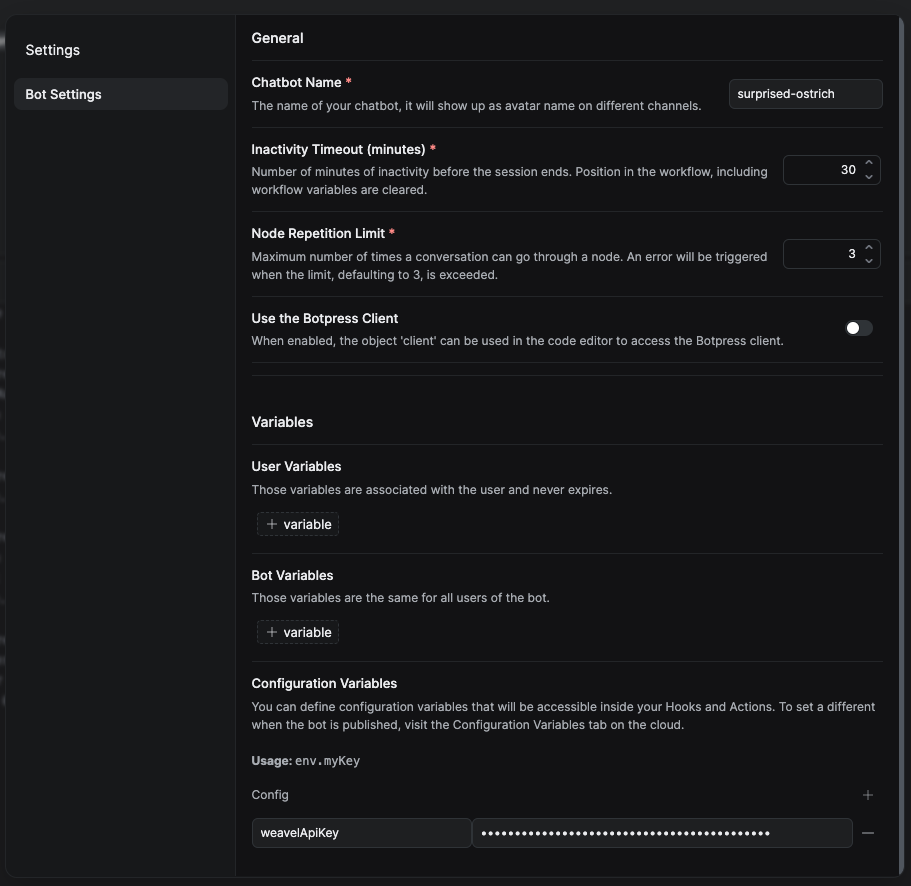 Settings
Bot Settings
General
Chatbot Name *
The name of your chatbot, it will show up as avatar name on different channels.
surprised-ostrich
Inactivity Timeout (minutes) *
Number of minutes of inactivity before the session ends. Position in the workflow, including
workflow variables are cleared.
30
Node Repetition Limit *
Maximum number of times a conversation can go through a node. An error will be triggered
when the limit, defaulting to 3, is exceeded.
3
Use the Botpress Client
When enabled, the object 'client' can be used in the code editor to access the Botpress client.
Variables
User Variables
Those variables are associated with the user and never expires.
+ variable
Bot Variables
Those variables are the same for all users of the bot.
+ variable
Configuration Variables
You can define configuration variables that will be accessible inside your Hooks and Actions. To set a different
when the bot is published, visit the Configuration Variables tab on the cloud.
Usage: env.myKey
Config
weavelApiKey